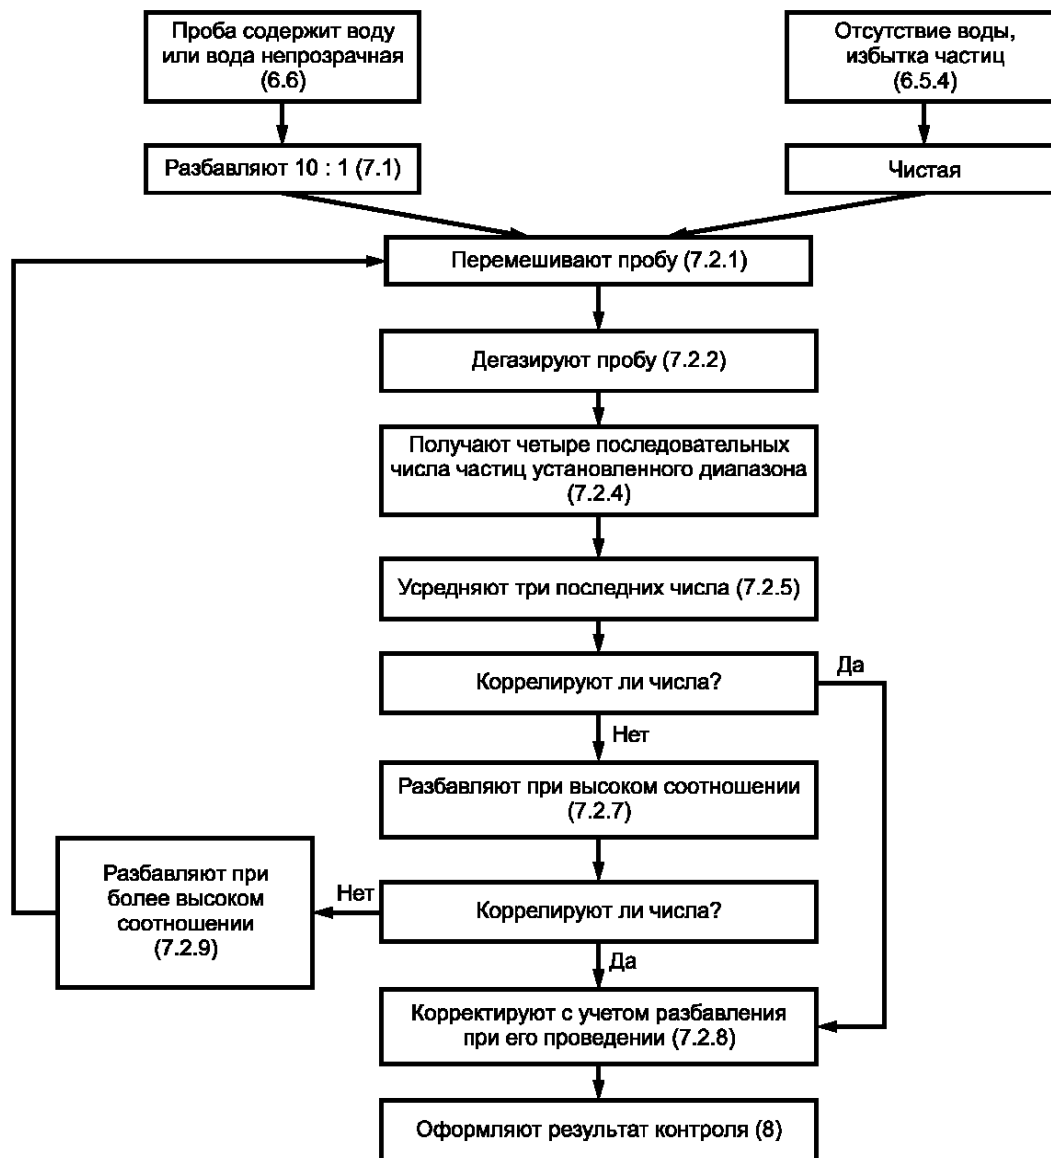 Проба содержит воду
или вода непрозрачная
(6.6)
Отсутствие воды,
избытка частиц
(6.5.4)
Разбавляют 10 : 1 (7.1)
Чистая
Перемешивают пробу (7.2.1)
Дегазируют пробу (7.2.2)
Получают четыре последовательных
числа частиц установленного диапазона
(7.2.4)
Усредняют три последних числа (7.2.5)
Коррелируют ли числа?
Да
Нет
Разбавляют при высоком соотношении
(7.2.7)
Разбавляют при
более высоком
соотношении
(7.2.9)
Нет
Коррелируют ли числа?
Да
Корректируют с учетом разбавления
при его проведении (7.2.8)
Оформляют результат контроля (8)